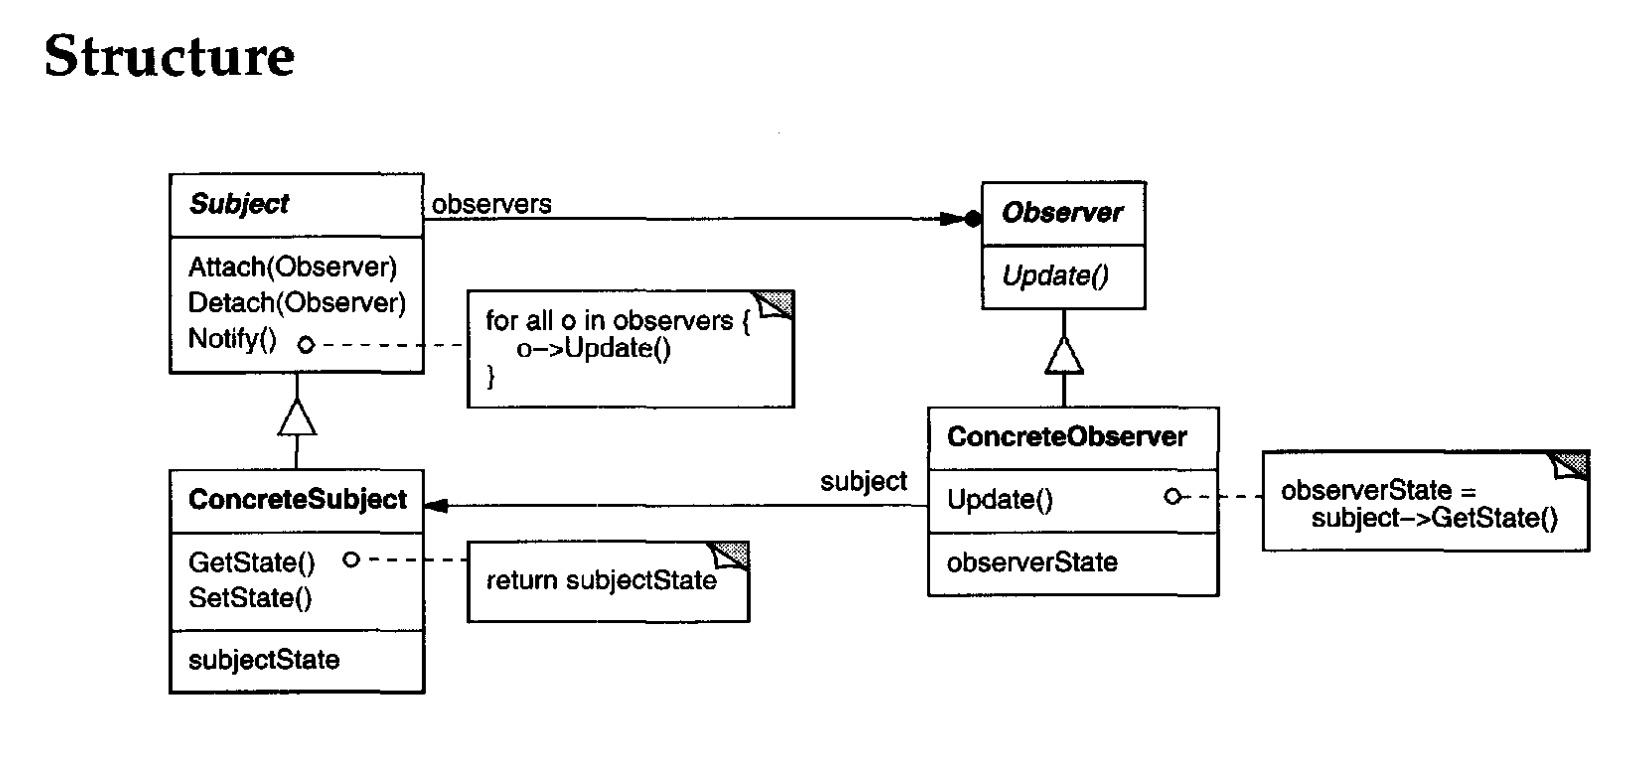 Structure
Subject
Attach(Observer)
Detach(Observer)
Notify()
observers
for all o in observers {
o–>Update()
}
Observer
Update()
ConcreteSubject
GetState()
SetState()
subjectState
return subjectState
subject
ConcreteObserver
Update()
observerState
observerState =
subject–>GetState()